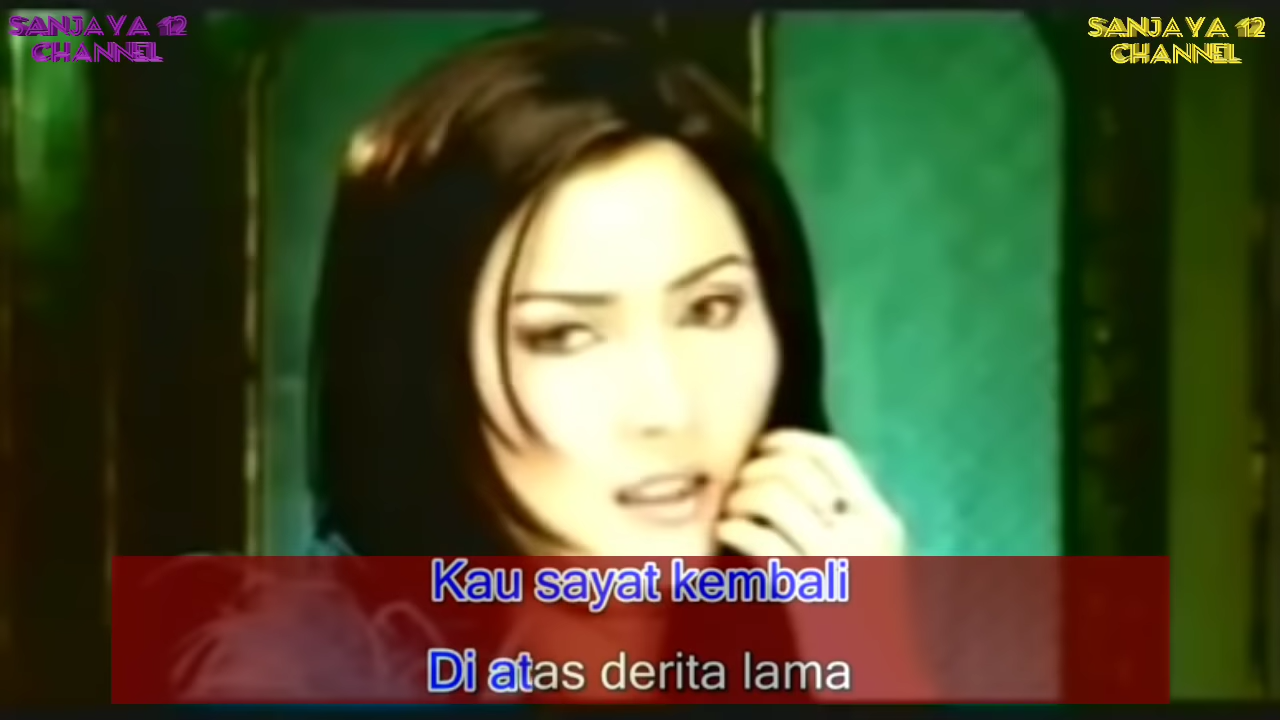 SANJAYA 12
CHANNEL
SANJAYA 12
CHANNEL
Kau sayat kembali
Di atas derita lama